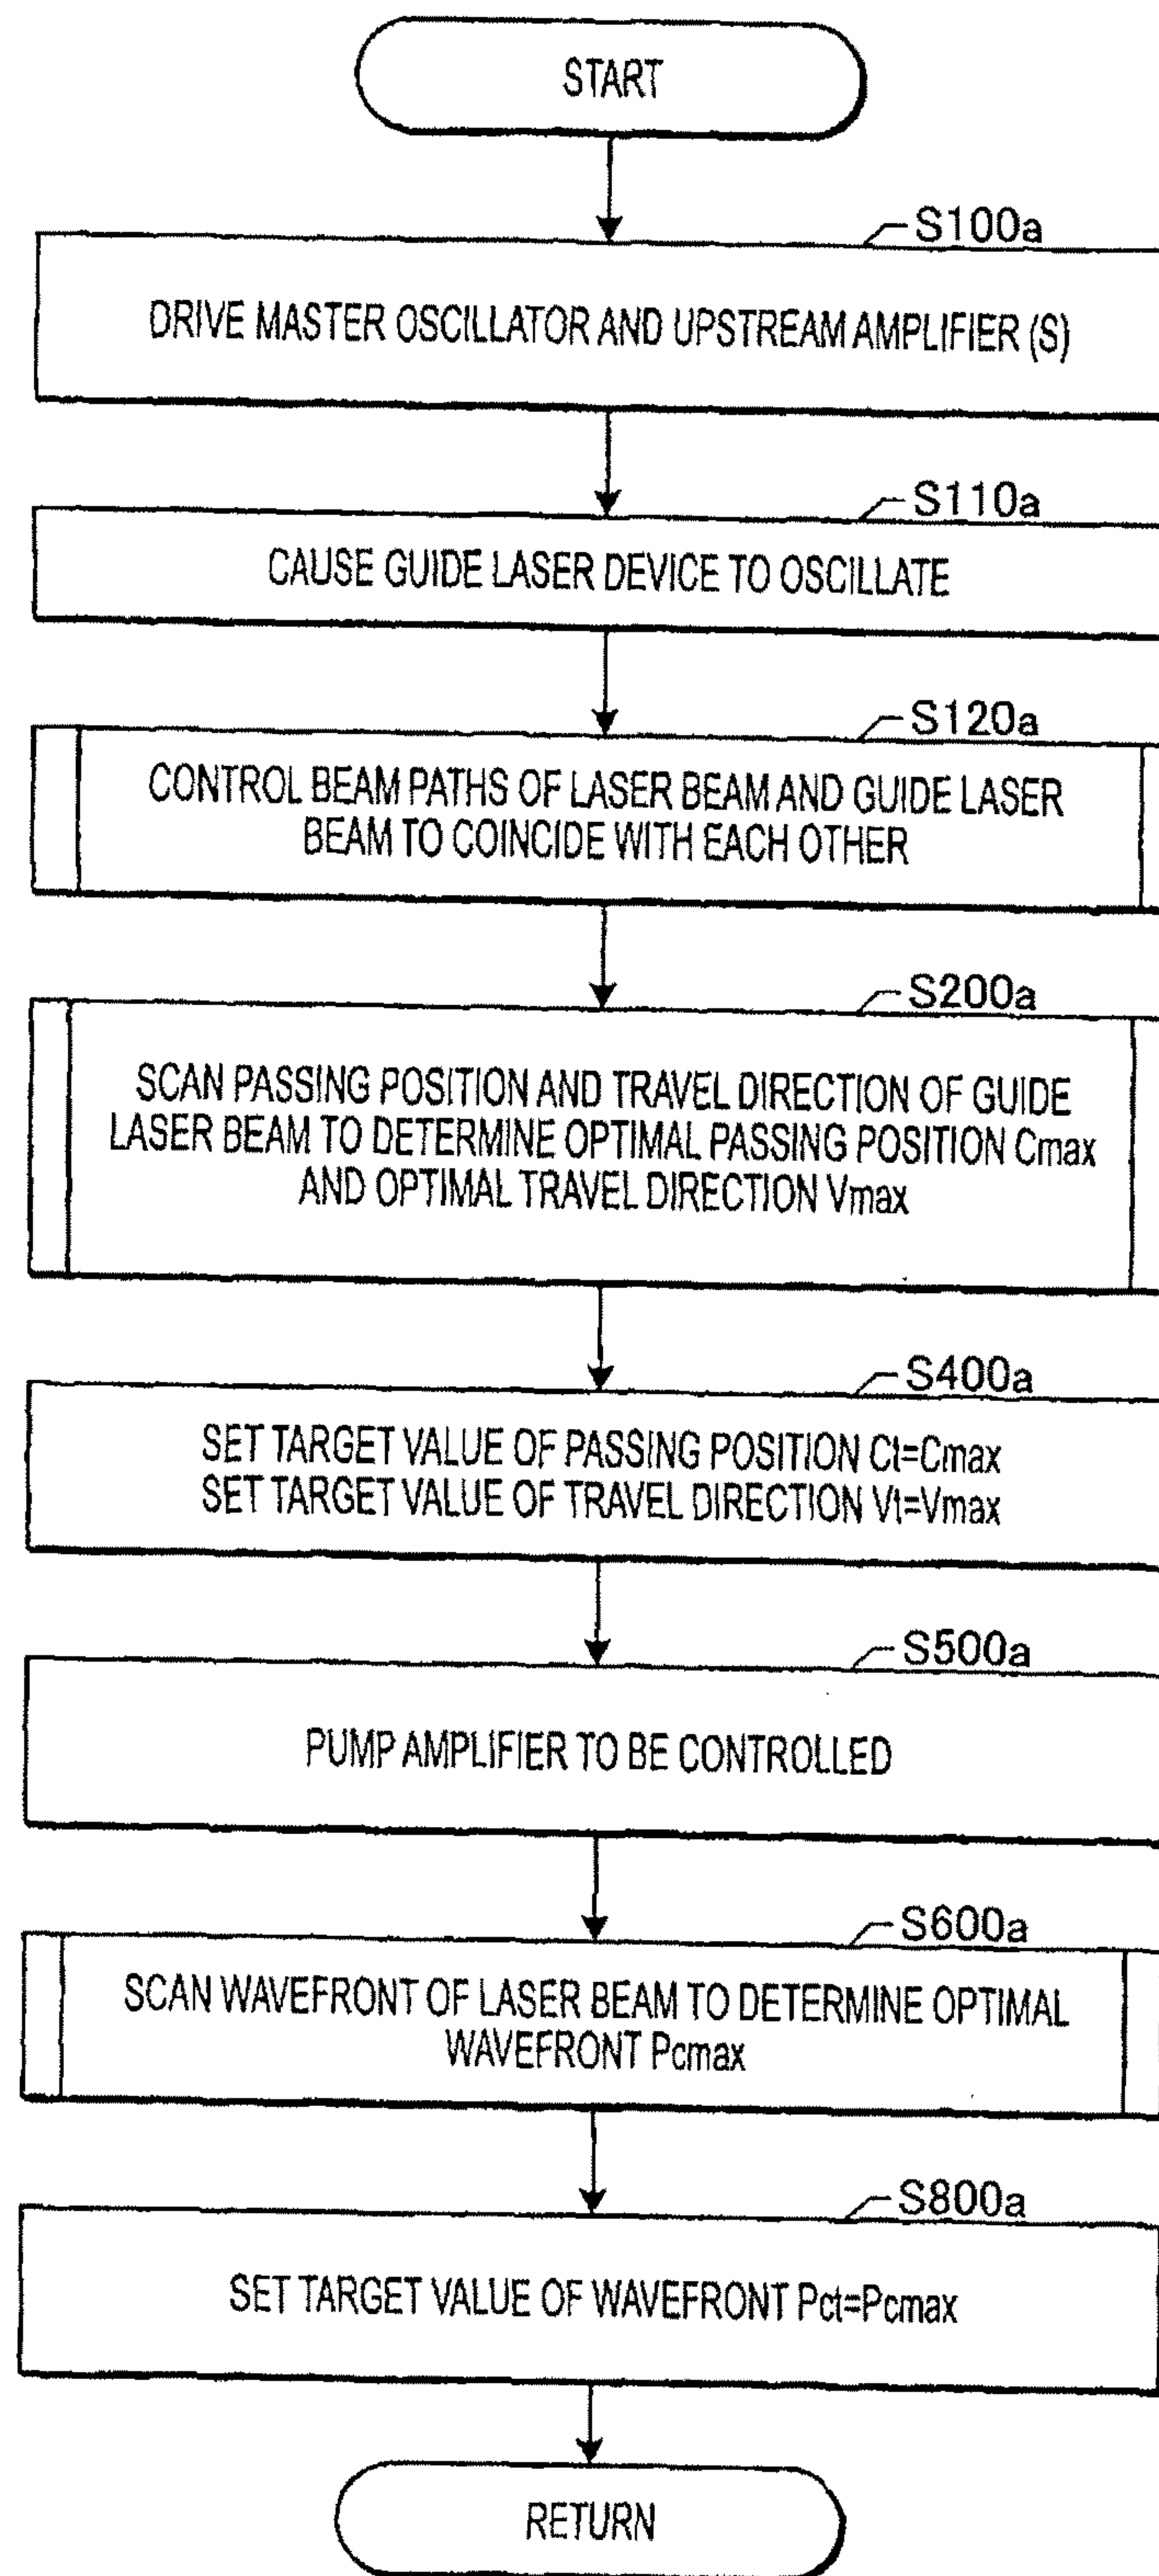 START
S100a
DRIVE MASTER OSCILLATOR AND UPSTREAM AMPLIFIER (S)
S110a
CAUSE GUIDE LASER DEVICE TO OSCILLATE
S120a
CONTROL BEAM PATHS OF LASER BEAM AND GUIDE LASER
BEAM TO COINCIDE WITH EACH OTHER
S200a
SCAN PASSING POSITION AND TRAVEL DIRECTION OF GUIDE
LASER BEAM TO DETERMINE OPTIMAL PASSING POSITION Cmax
AND OPTIMAL TRAVEL DIRECTION Vmax
S400a
SET TARGET VALUE OF PASSING POSITION Ct=Cmax
SET TARGET VALUE OF TRAVEL DIRECTION Vt=Vmax
S500a
PUMP AMPLIFIER TO BE CONTROLLED
S600a
SCAN WAVEFRONT OF LASER BEAM TO DETERMINE OPTIMAL
WAVEFRONT Pcmax
S800a
SET TARGET VALUE OF WAVEFRONT Pct=Pcmax
RETURN